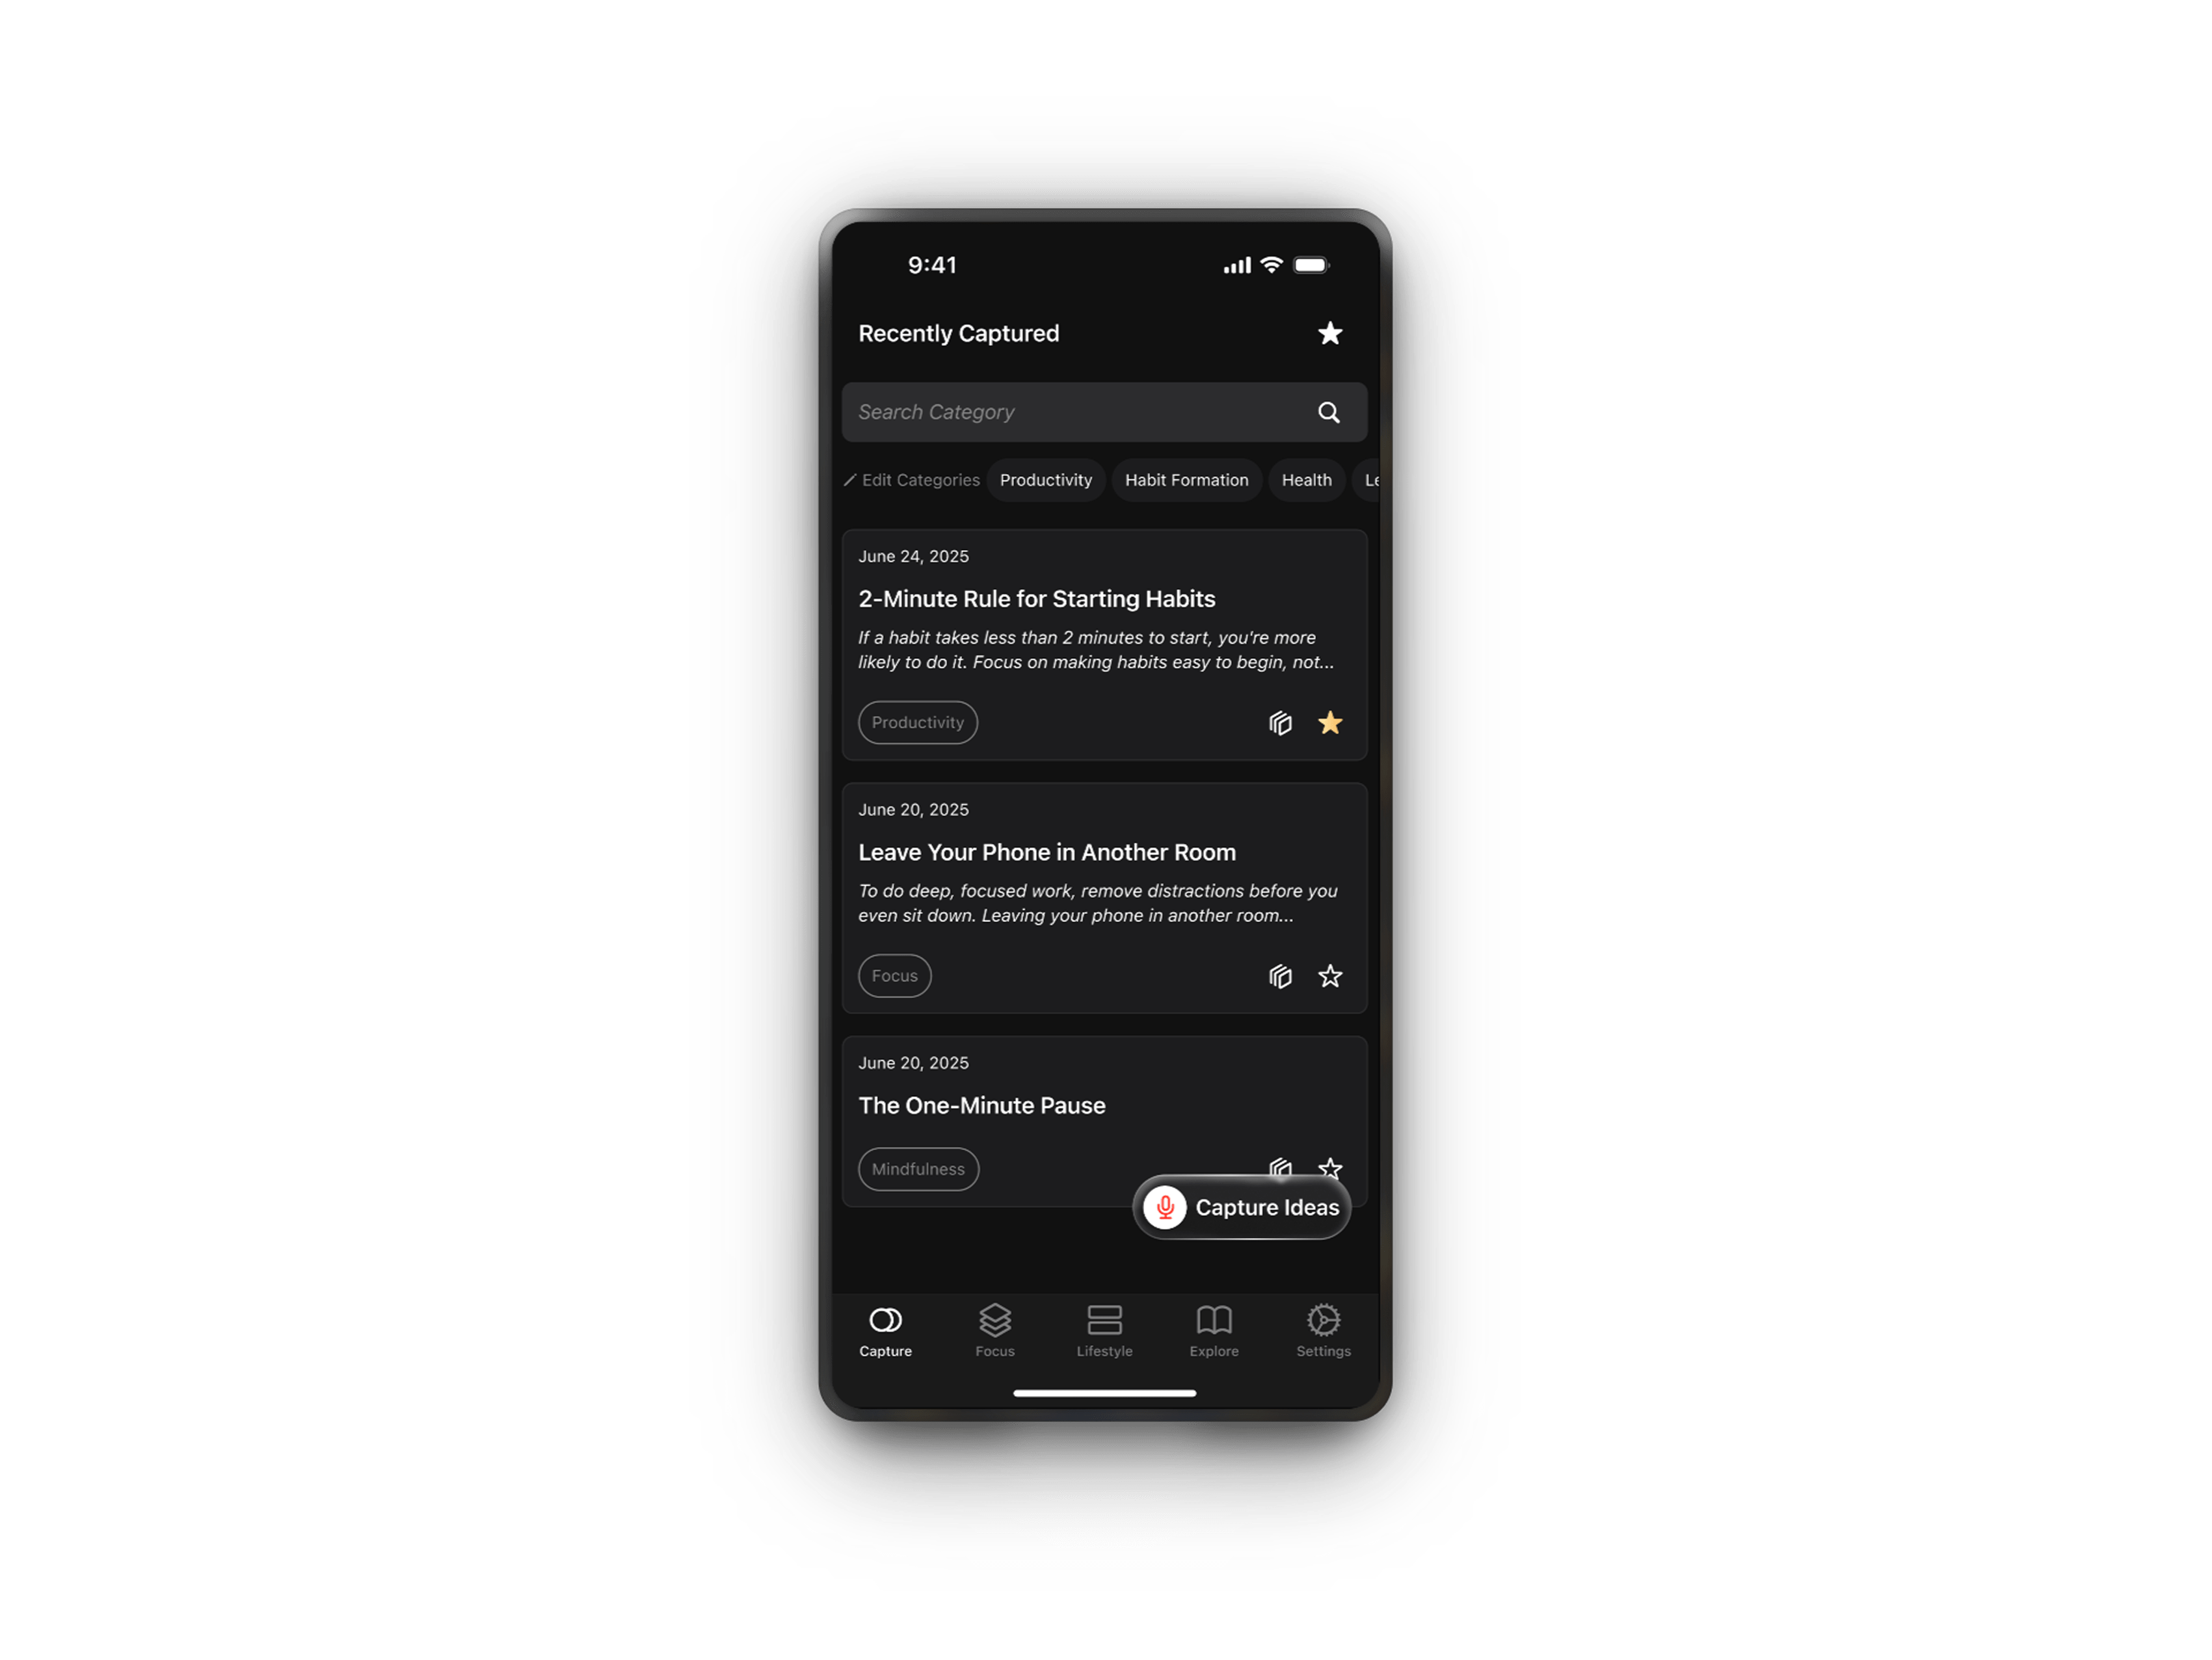 9:41
Recently Captured
Search Category
Edit Categories Productivity Habit Formation Health Le
June 24, 2025
2-Minute Rule for Starting Habits
If a habit takes less than 2 minutes to start, you're more
likely to do it. Focus on making habits easy to begin, not...
Productivity
June 20, 2025
Leave Your Phone in Another Room
To do deep, focused work, remove distractions before you
even sit down. Leaving your phone in another room...
Focus
June 20, 2025
The One-Minute Pause
Mindfulness
Capture Ideas
Capture Focus Lifestyle Explore Settings